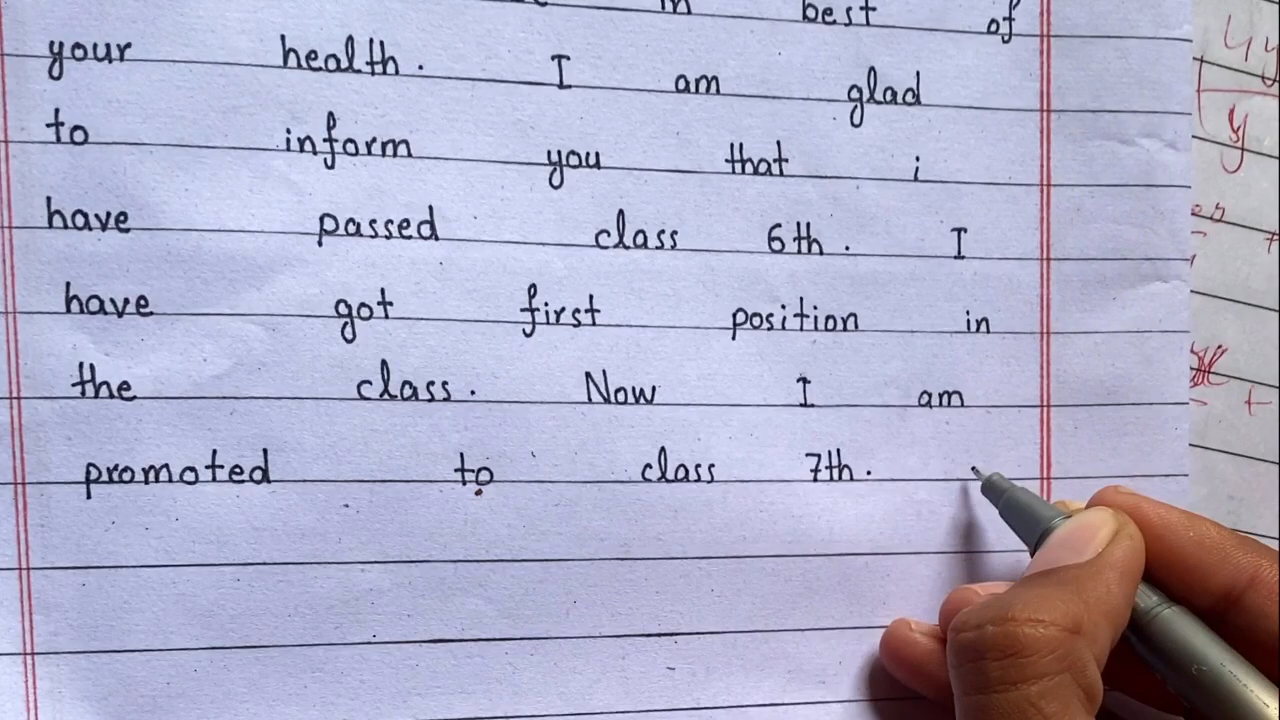 in best of
your health. I am glad
to inform you that i
have passed class 6th. I
have got first position in
the class. Now I am
promoted to class 7th.